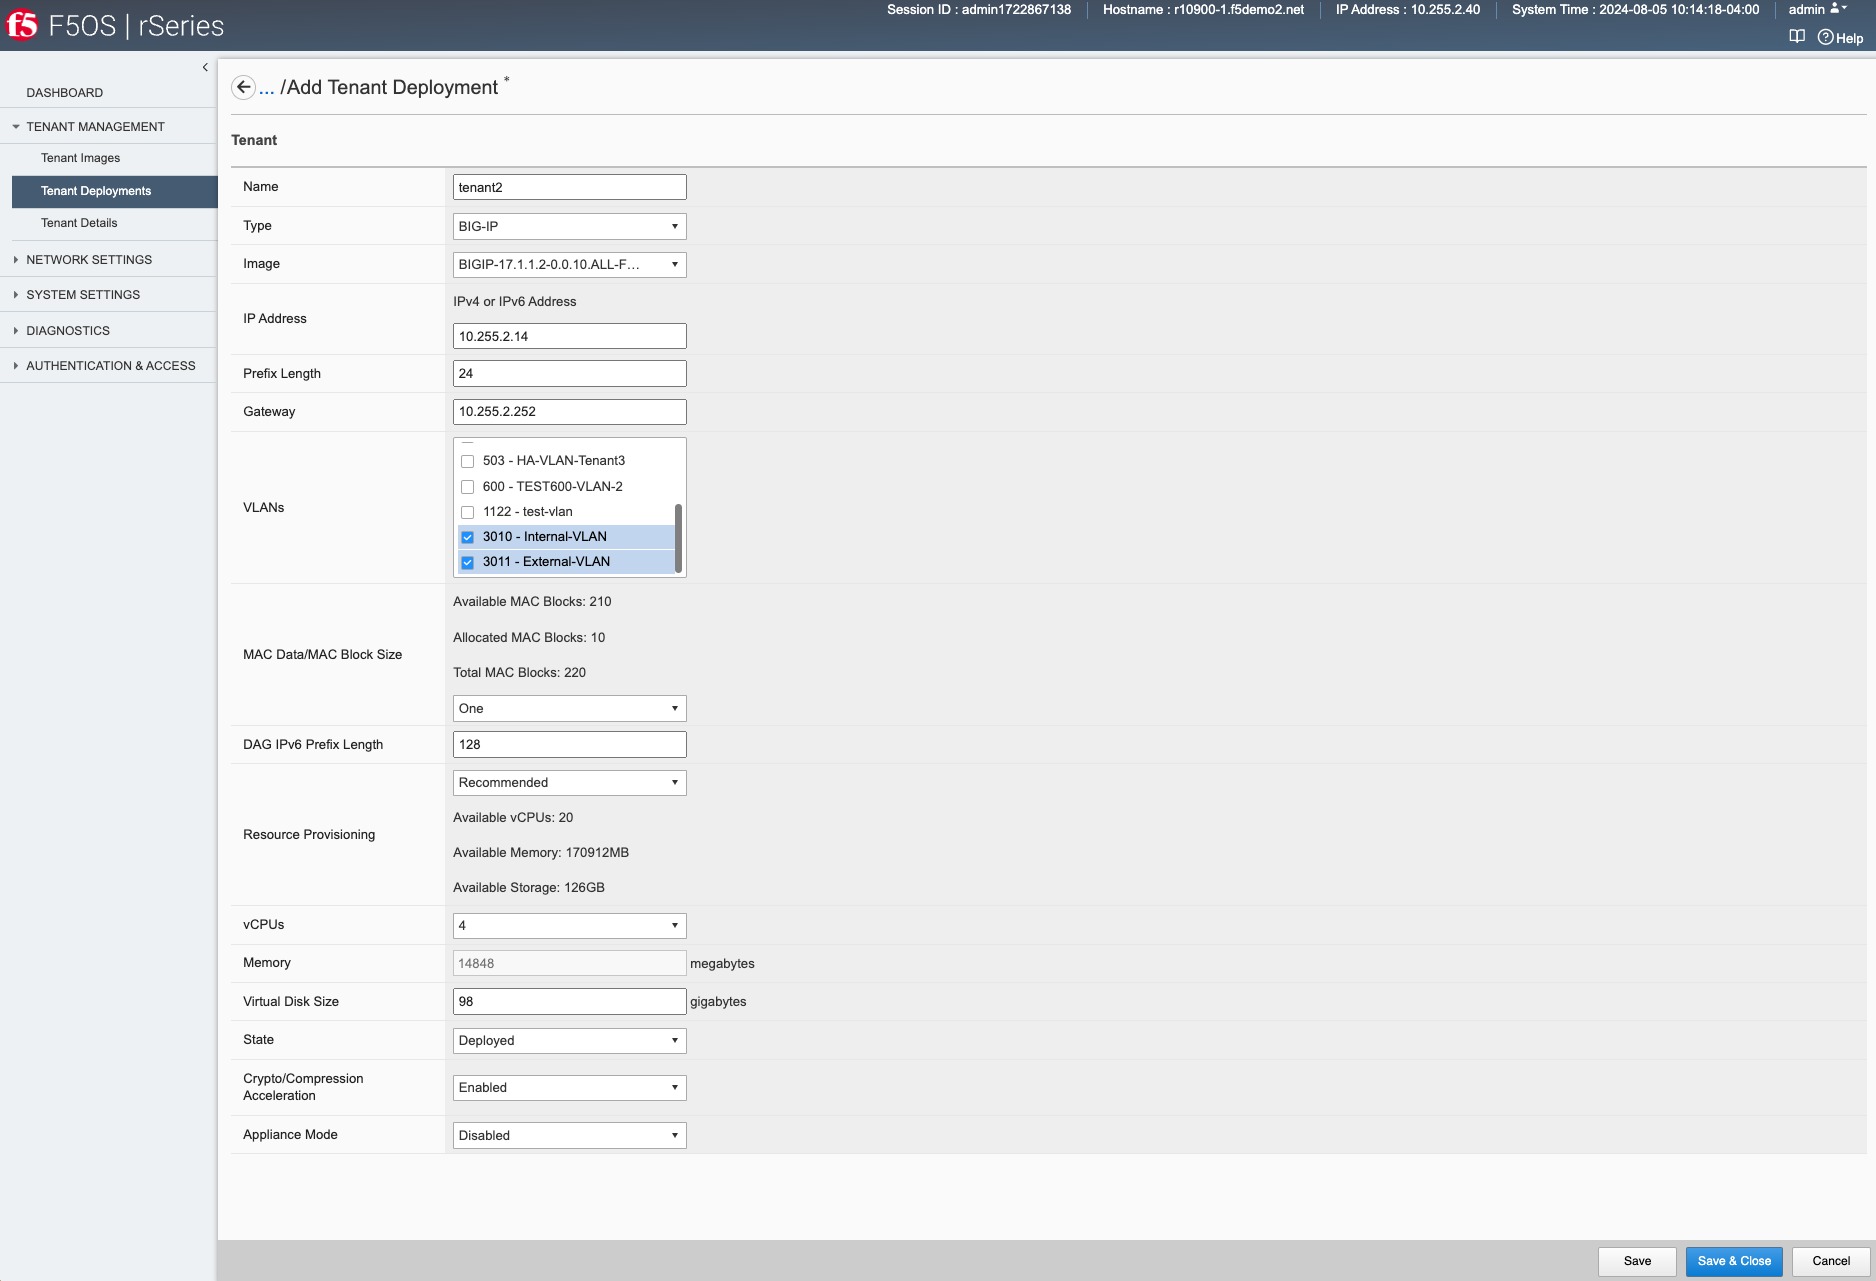 Session ID : admin1722867138
Hostname : r10900-1.f5demo2.net
IP Address : 10.255.2.40
System Time : 2024-08-05 10:14:18-04:00
admin
f5 F5OS | rSeries
Help
DASHBOARD
TENANT MANAGEMENT
Tenant Images
Tenant Deployments
Tenant Details
NETWORK SETTINGS
SYSTEM SETTINGS
DIAGNOSTICS
AUTHENTICATION & ACCESS
... /Add Tenant Deployment *
Tenant
Name
tenant2
Type
BIG-IP
Image
BIGIP-17.1.1.2-0.0.10.ALL-F...
IP Address
IPv4 or IPv6 Address
10.255.2.14
Prefix Length
24
Gateway
10.255.2.252
VLANs
503 - HA-VLAN-Tenant3
600 - TEST600-VLAN-2
1122 - test-vlan
3010 - Internal-VLAN
3011 - External-VLAN
MAC Data/MAC Block Size
Available MAC Blocks: 210
Allocated MAC Blocks: 10
Total MAC Blocks: 220
One
DAG IPv6 Prefix Length
128
Resource Provisioning
Recommended
Available vCPUs: 20
Available Memory: 170912MB
Available Storage: 126GB
vCPUs
4
Memory
14848 megabytes
Virtual Disk Size
98 gigabytes
State
Deployed
Crypto/Compression
Acceleration
Enabled
Appliance Mode
Disabled
Save
Save & Close
Cancel